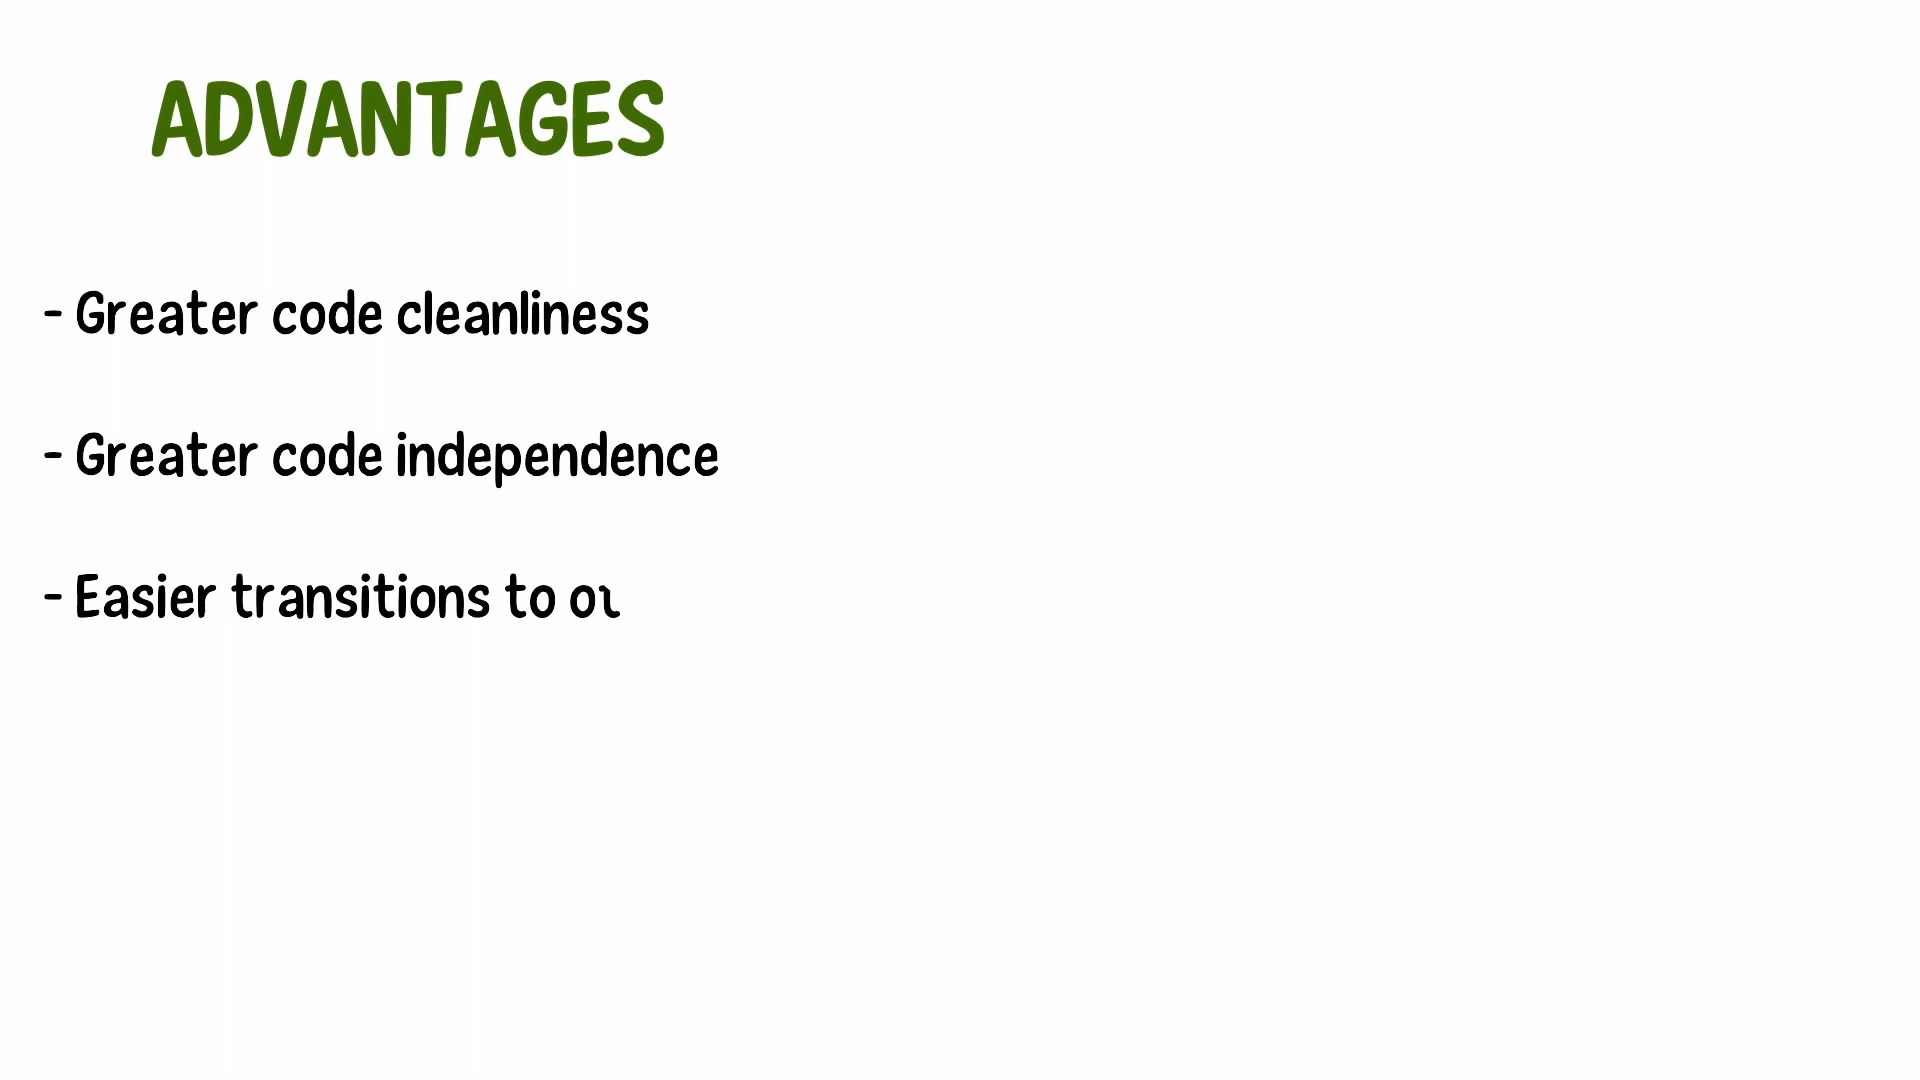 ADVANTAGES
- Greater code cleanliness
- Greater code independence
- Easier transitions to